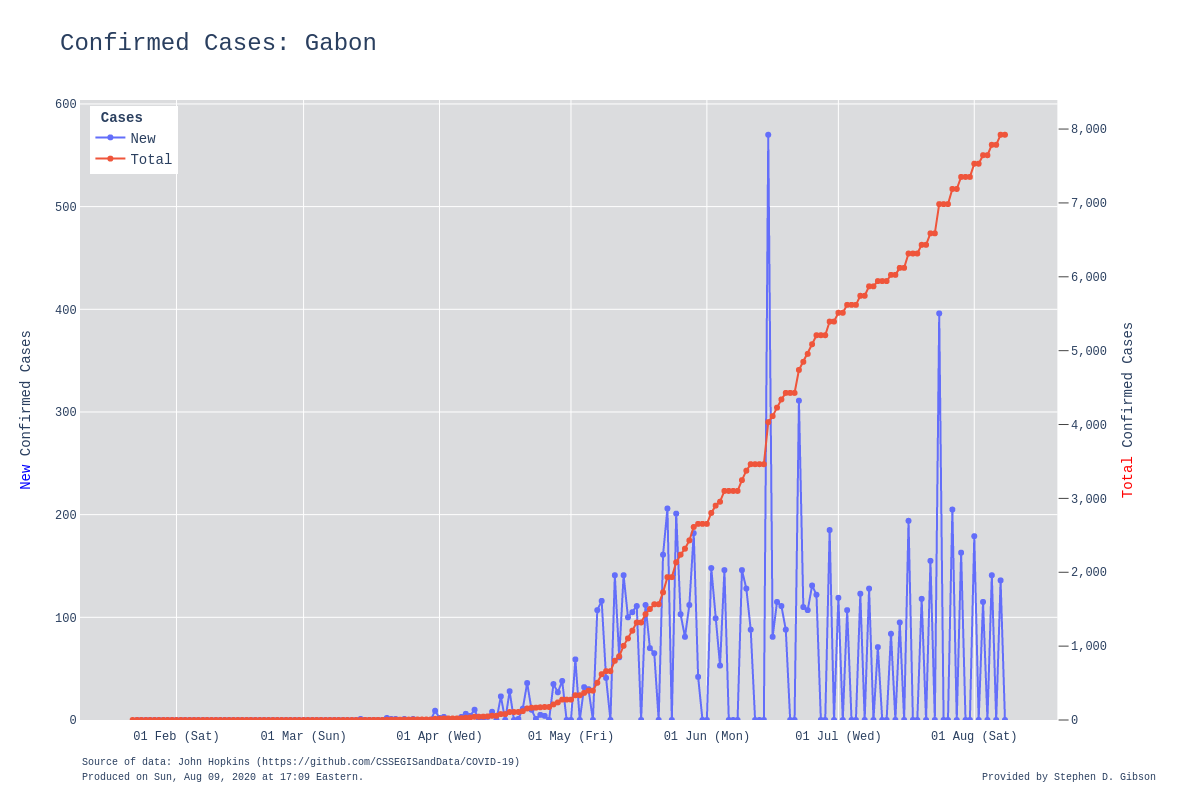 Confirmed Cases: Gabon
Cases
New
Total
600
500
400
300
200
100
0
8,000
7,000
6,000
5,000
4,000
3,000
2,000
1,000
0
New Confirmed Cases
Total Confirmed Cases
01 Feb (Sat)
01 Mar (Sun)
01 Apr (Wed)
01 May (Fri)
01 Jun (Mon)
01 Jul (Wed)
01 Aug (Sat)
Source of data: John Hopkins (https://github.com/CSSEGISandData/COVID-19)
Produced on Sun, Aug 09, 2020 at 17:09 Eastern.
Provided by Stephen D. Gibson